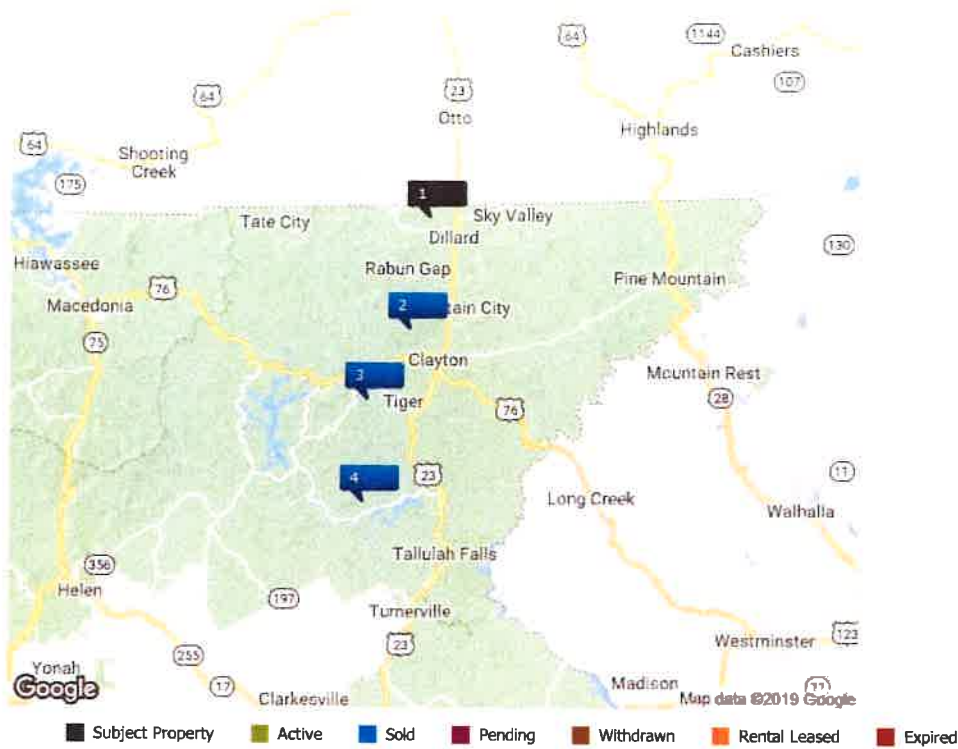 64
1144
Cashiers
107
64
23
Otto
Highlands
64
Shooting
Creek
175
1
Sky Valley
Tate City
Dillard
130
Hiawassee
Rabun Gap
Pine Mountain
76
Macedonia
2
tain City
75
Clayton
3
Mountain Rest
Tiger
28
76
4
23
11
Long Creek
Walhalla
Tallulah Falls
356
Helen
197
Turnerville
23
Westminster
123
255
Yonah
Google
17
Clarkesville
Madison
Map data ©2019 Google
Subject Property Active Sold Pending Withdrawn Rental Leased Expired